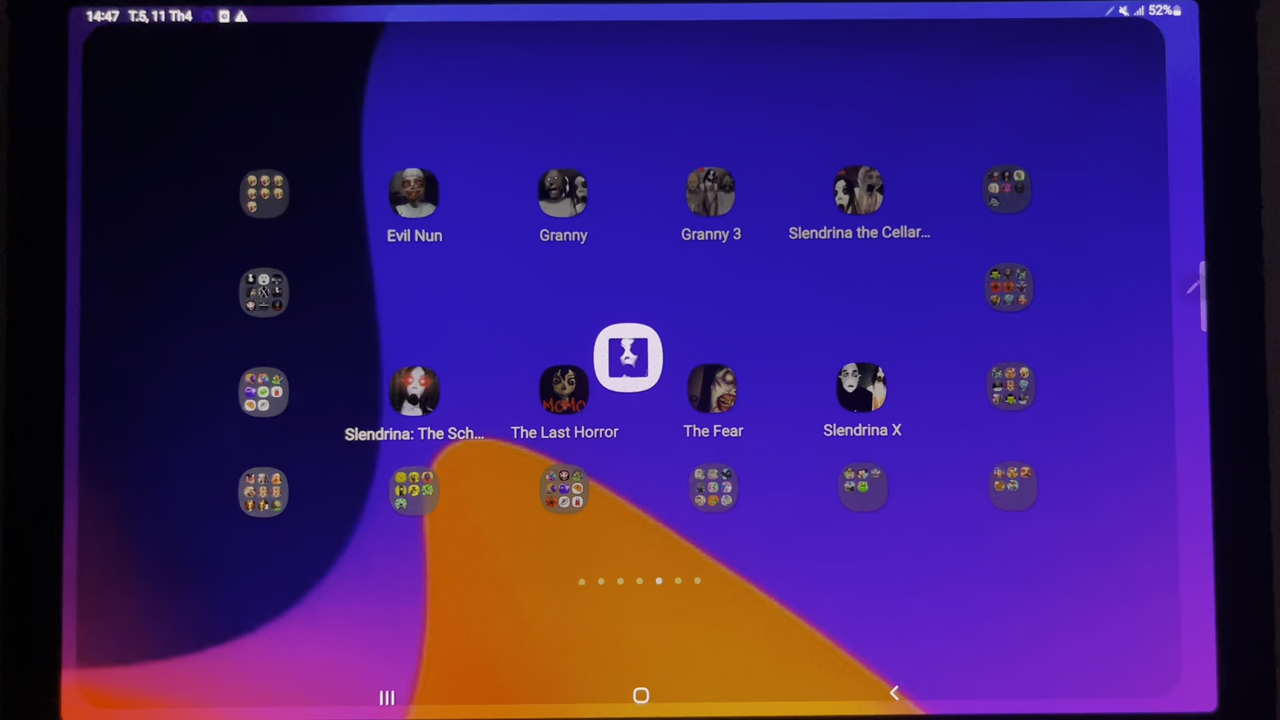 14:47 T.5, 11 Th4
52%
Evil Nun
Granny
Granny 3
Slendrina the Cellar...
Slendrina: The Sch...
MOMO
The Last Horror
The Fear
Slendrina X